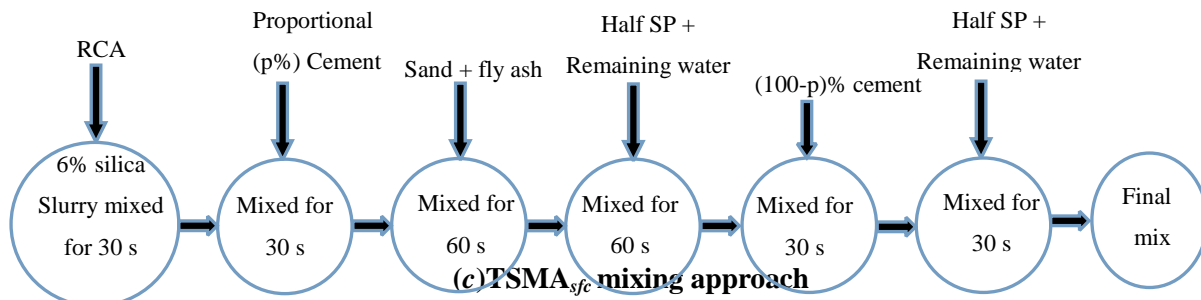 RCA
Proportional
(p%) Cement
Sand + fly ash
Half SP +
Remaining water
(100-p)% cement
Half SP +
Remaining water
6% silica
Slurry mixed
for 30 s
Mixed for
30 s
Mixed for
60 s
Mixed for
60 s
Mixed for
30 s
Mixed for
30 s
Final
mix
(c)TSMAsfc mixing approach